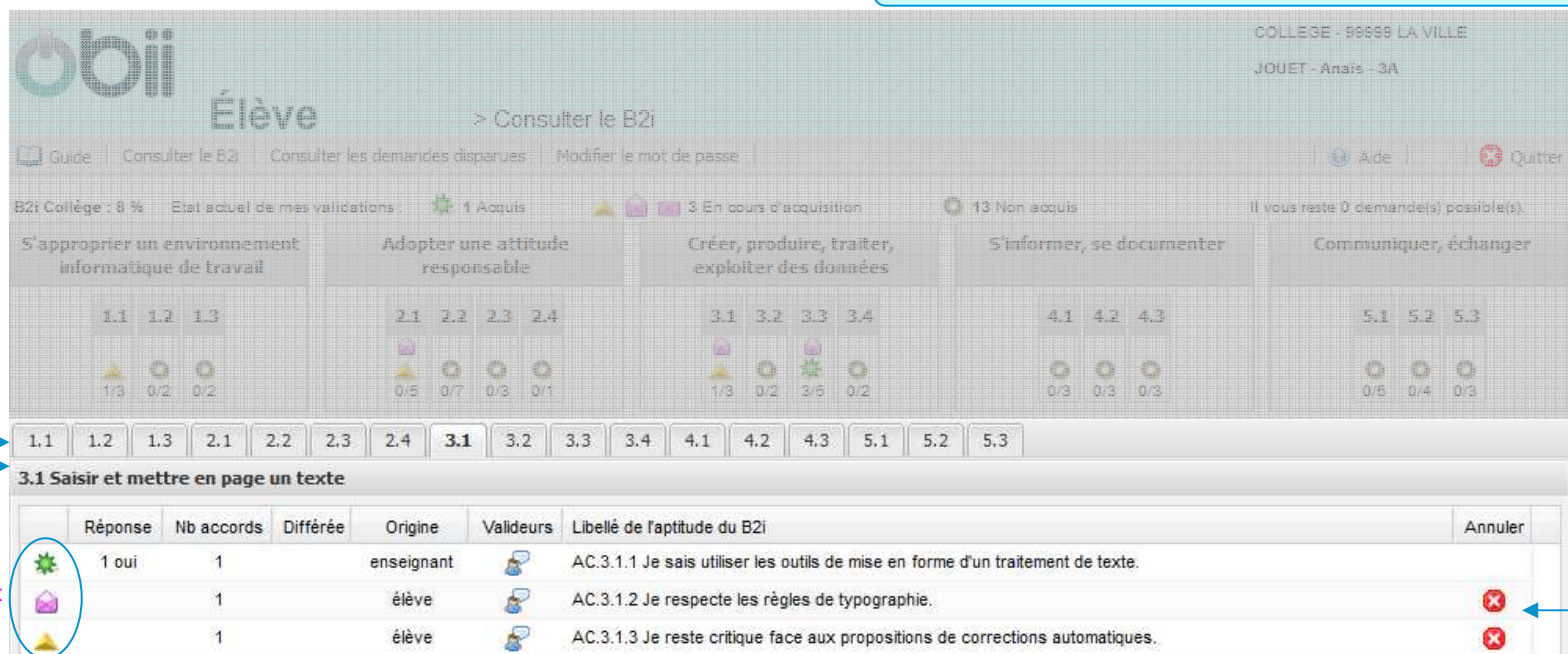 COLLEGE - 99999 LA VILLE
obii
JOUET - Anaïs - 3A
Élève > Consulter le B2i
Guide Consulter le B2i Consulter les demandes disparues Modifier le mot de passe Aide Quitter
B2i Collège : 8 % Etat actuel de mes validations : 1 Acquis 3 En cours d'acquisition 13 Non acquis Il vous reste 0 demande(s) possible(s).
S'approprier un environnement informatique de travail
Adopter une attitude responsable
Créer, produire, traiter, exploiter des données
S'informer, se documenter
Communiquer, échanger
1.1 1.2 1.3 2.1 2.2 2.3 2.4 3.1 3.2 3.3 3.4 4.1 4.2 4.3 5.1 5.2 5.3
1/3 0/2 0/2 0/5 0/7 0/3 0/1 1/3 0/2 3/5 0/2 0/3 0/3 0/3 0/5 0/4 0/3
1.1 1.2 1.3 2.1 2.2 2.3 2.4 3.1 3.2 3.3 3.4 4.1 4.2 4.3 5.1 5.2 5.3
3.1 Saisir et mettre en page un texte
Réponse Nb accords Différée Origine Valideurs Libellé de l'aptitude du B2i Annuler
1 oui 1 enseignant AC.3.1.1 Je sais utiliser les outils de mise en forme d'un traitement de texte.
1 élève AC.3.1.2 Je respecte les règles de typographie.
1 élève AC.3.1.3 Je reste critique face aux propositions de corrections automatiques.